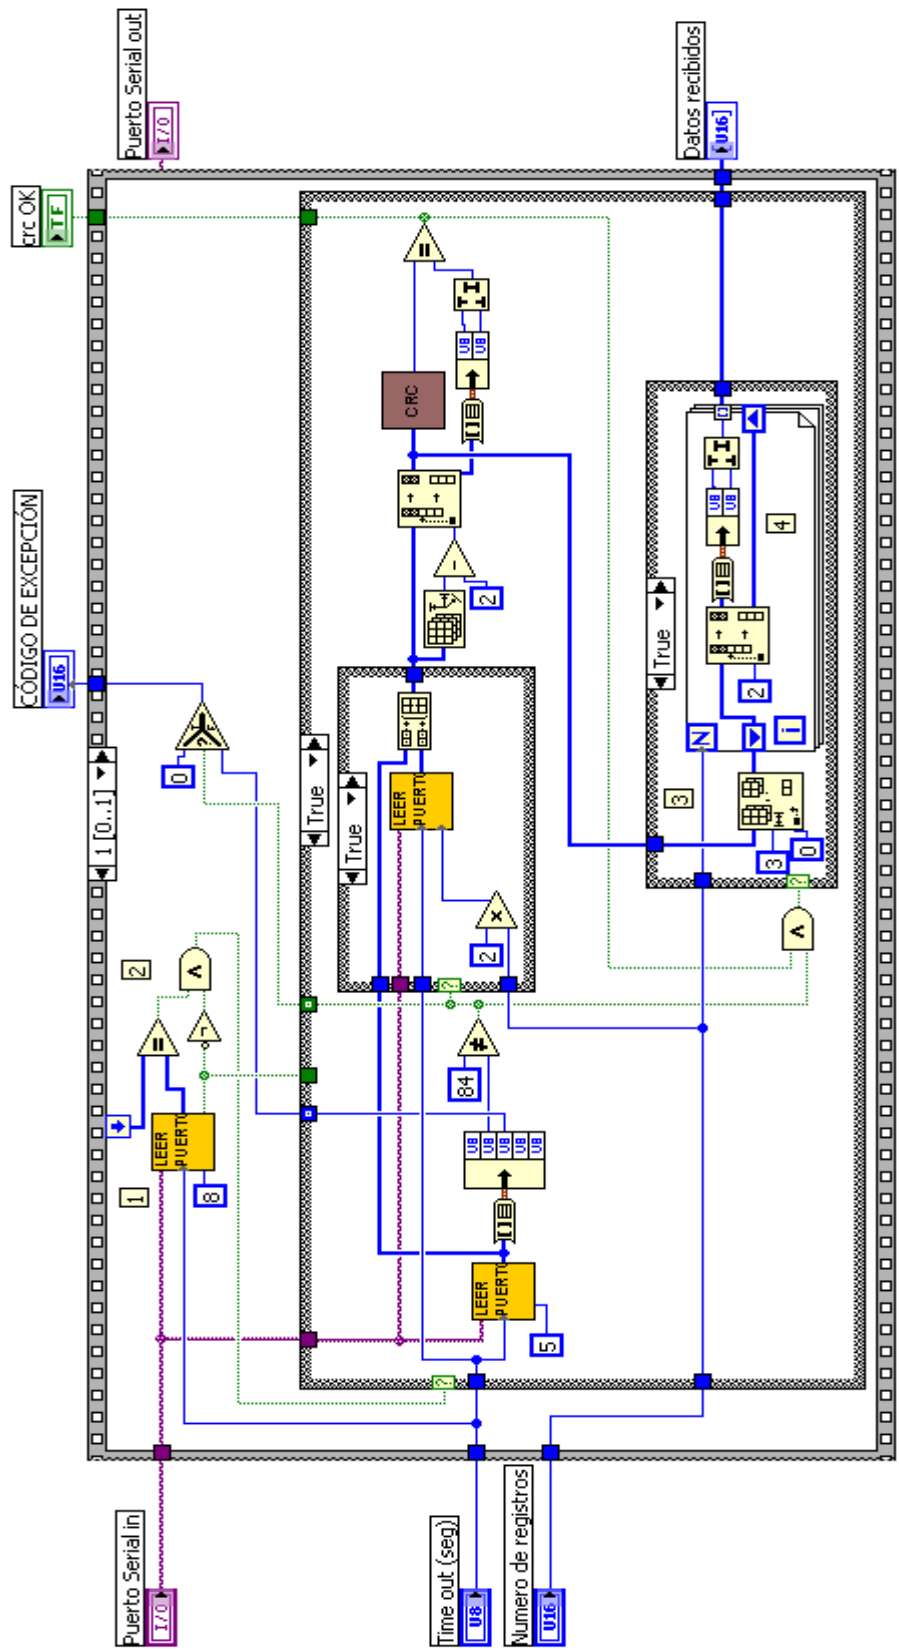 CÓDIGO DE EXCEPCIÓN
crc OK
U16
TF
1 [0..1]
Puerto Serial in
Puerto Serial out
I/O
I/O
1
2
LEER
PUERTO
8
0
True
True
LEER
PUERTO
CRC
Time out (seg)
U8
84
2
2
LEER
PUERTO
5
U8
U8
U8
U8
U8
U8
U8
Numero de registros
U16
True
3
N
2
i
3
0
4
U8
U8
Datos recibidos
[U16]